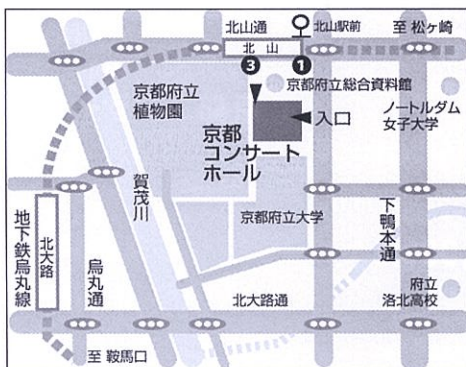 北山通
北山駅前
至 松ヶ崎
北 山
❸
❶
京都府立総合資料館
京都府立
植物園
入口
ノートルダム
女子大学
京都
コンサート
ホール
賀茂川
京都府立大学
下鴨本通
地下鉄烏丸線
北大路
烏丸通
北大路通
府立
洛北高校
至 鞍馬口